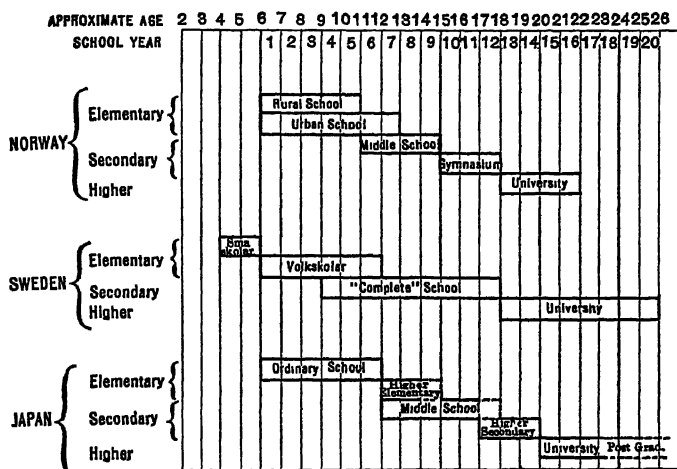 APPROXIMATE AGE 2 3 4 5 6 7 8 9 10 11 12 13 14 15 16 17 18 19 20 21 22 23 24 25 26
SCHOOL YEAR 1 2 3 4 5 6 7 8 9 10 11 12 13 14 15 16 17 18 19 20
NORWAY
Elementary
Rural School
Urban School
Secondary
Middle School
Gymnasium
Higher
University
SWEDEN
Elementary
Sma
skolar
Volkskolar
Secondary
"Complete" School
Higher
University
JAPAN
Elementary
Ordinary School
Higher
Elementary
Secondary
Middle School
Higher
Secondary
Higher
University Post Grad.